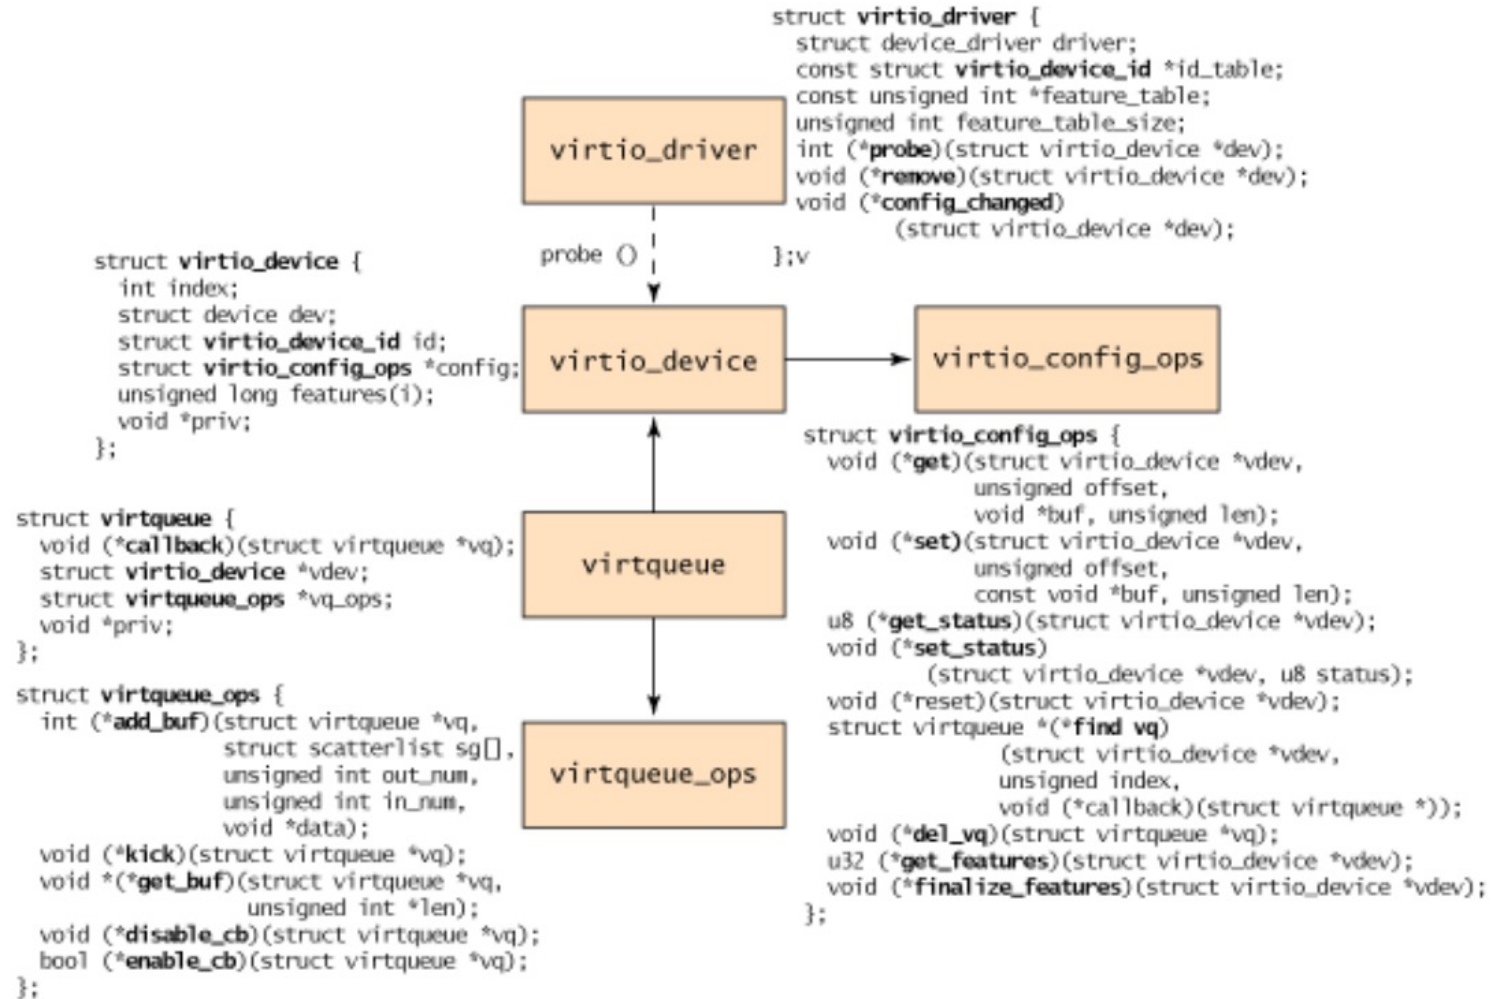 struct virtio_driver {
struct device_driver driver;
const struct virtio_device_id *id_table;
const unsigned int *feature_table;
unsigned int feature_table_size;
int (*probe)(struct virtio_device *dev);
void (*remove)(struct virtio_device *dev);
void (*config_changed)
(struct virtio_device *dev);
};v
virtio_driver
probe ()
struct virtio_device {
int index;
struct device dev;
struct virtio_device_id id;
struct virtio_config_ops *config;
unsigned long features(i);
void *priv;
};
virtio_device
virtio_config_ops
struct virtqueue {
void (*callback)(struct virtqueue *vq);
struct virtio_device *vdev;
struct virtqueue_ops *vq_ops;
void *priv;
};
virtqueue
struct virtqueue_ops {
int (*add_buf)(struct virtqueue *vq,
struct scatterlist sg[],
unsigned int out_num,
unsigned int in_num,
void *data);
void (*kick)(struct virtqueue *vq);
void *(*get_buf)(struct virtqueue *vq,
unsigned int *len);
void (*disable_cb)(struct virtqueue *vq);
bool (*enable_cb)(struct virtqueue *vq);
};
virtqueue_ops
struct virtio_config_ops {
void (*get)(struct virtio_device *vdev,
unsigned offset,
void *buf, unsigned len);
void (*set)(struct virtio_device *vdev,
unsigned offset,
const void *buf, unsigned len);
u8 (*get_status)(struct virtio_device *vdev);
void (*set_status)
(struct virtio_device *vdev, u8 status);
void (*reset)(struct virtio_device *vdev);
struct virtqueue *(*find vq)
(struct virtio_device *vdev,
unsigned index,
void (*callback)(struct virtqueue *));
void (*del_vq)(struct virtqueue *vq);
u32 (*get_features)(struct virtio_device *vdev);
void (*finalize_features)(struct virtio_device *vdev);
};